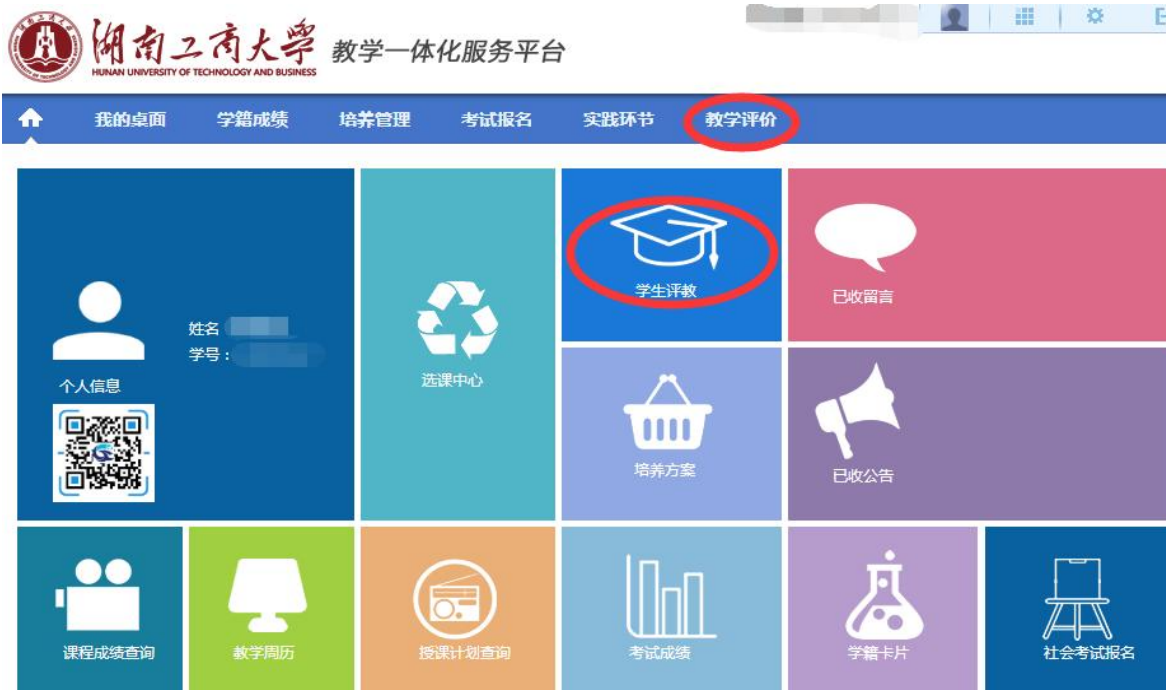 湖南工商大学 教学一体化服务平台
HUNAN UNIVERSITY OF TECHNOLOGY AND BUSINESS
我的桌面 学籍成绩 培养管理 考试报名 实践环节 教学评价
学生评教
已收留言
姓名
学号：
个人信息
选课中心
培养方案
已收公告
课程成绩查询
教学周历
授课计划查询
考试成绩
学籍卡片
社会考试报名